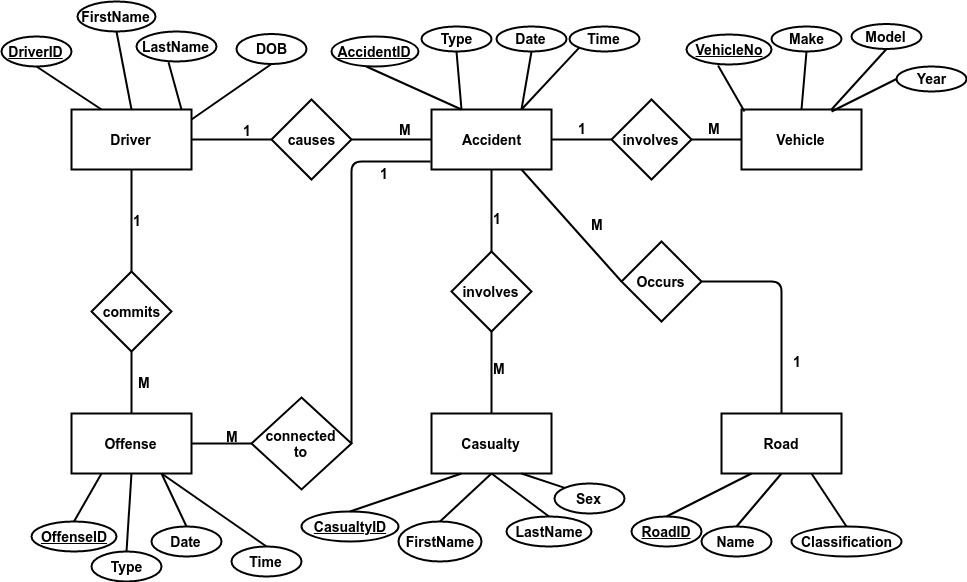 FirstName
DriverID
LastName
DOB
AccidentID
Type
Date
Time
VehicleNo
Make
Model
Year
Driver
1
causes
M
Accident
1
involves
M
Vehicle
1
1
1
M
commits
involves
Occurs
M
M
1
Offense
M
connected
to
Casualty
Road
OffenseID
Type
Date
Time
CasualtyID
FirstName
LastName
Sex
RoadID
Name
Classification